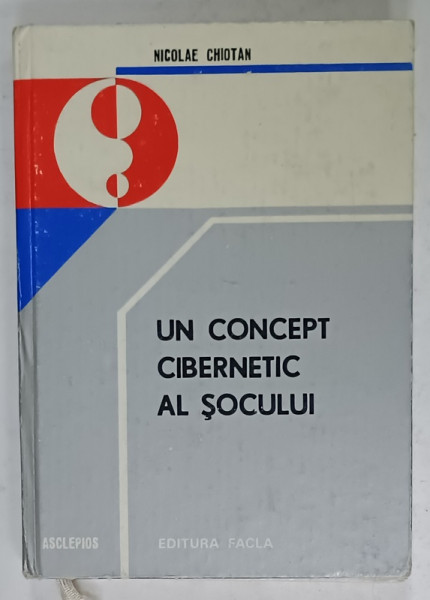 NICOLAE CHIOTAN
UN CONCEPT
CIBERNETIC
AL ŞOCULUI
ASCLEPIOS
EDITURA FACLA